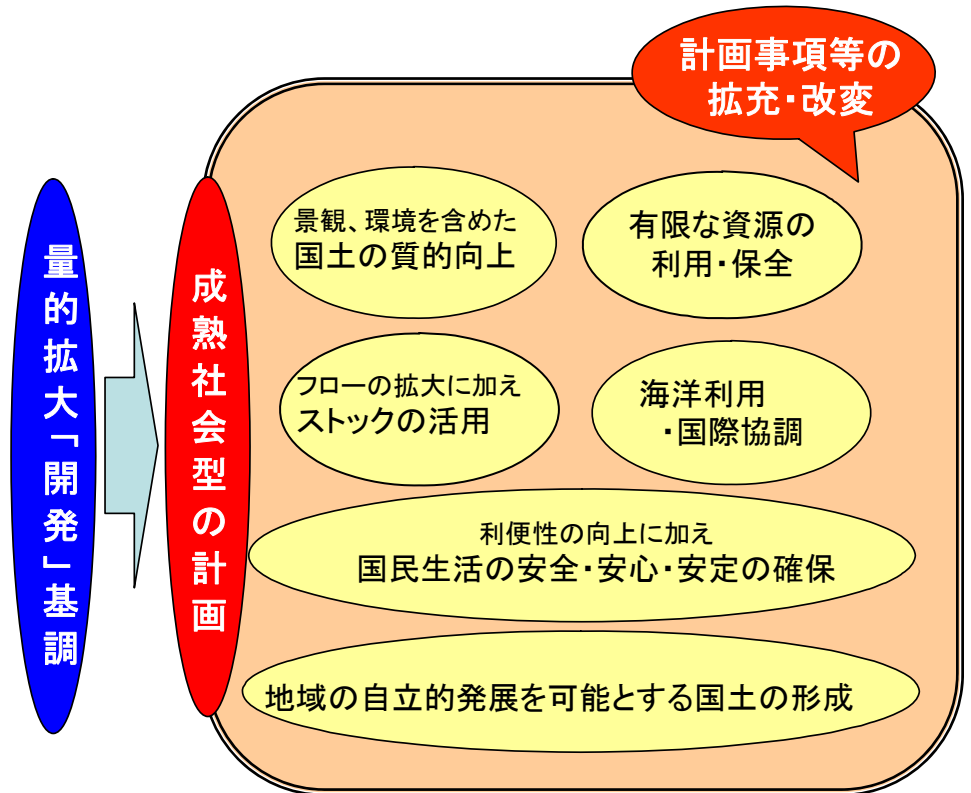 計画事項等の
拡充・改変
量的拡大「開発」基調
成熟社会型の計画
景観、環境を含めた
国土の質的向上
有限な資源の
利用・保全
フローの拡大に加え
ストックの活用
海洋利用
・国際協調
利便性の向上に加え
国民生活の安全・安心・安定の確保
地域の自立的発展を可能とする国土の形成